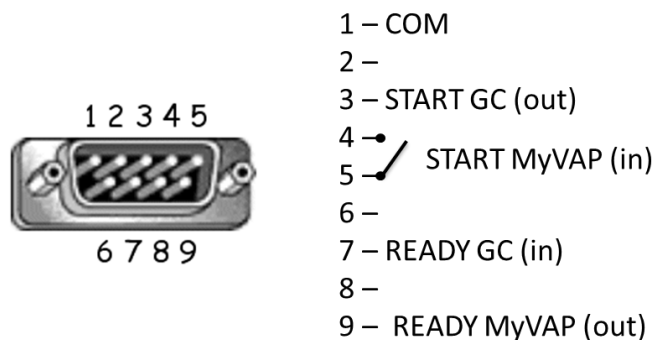 1 2 3 4 5
6 7 8 9
1 – COM
2 –
3 – START GC (out)
4 –
START MyVAP (in)
5 –
6 –
7 – READY GC (in)
8 –
9 – READY MyVAP (out)